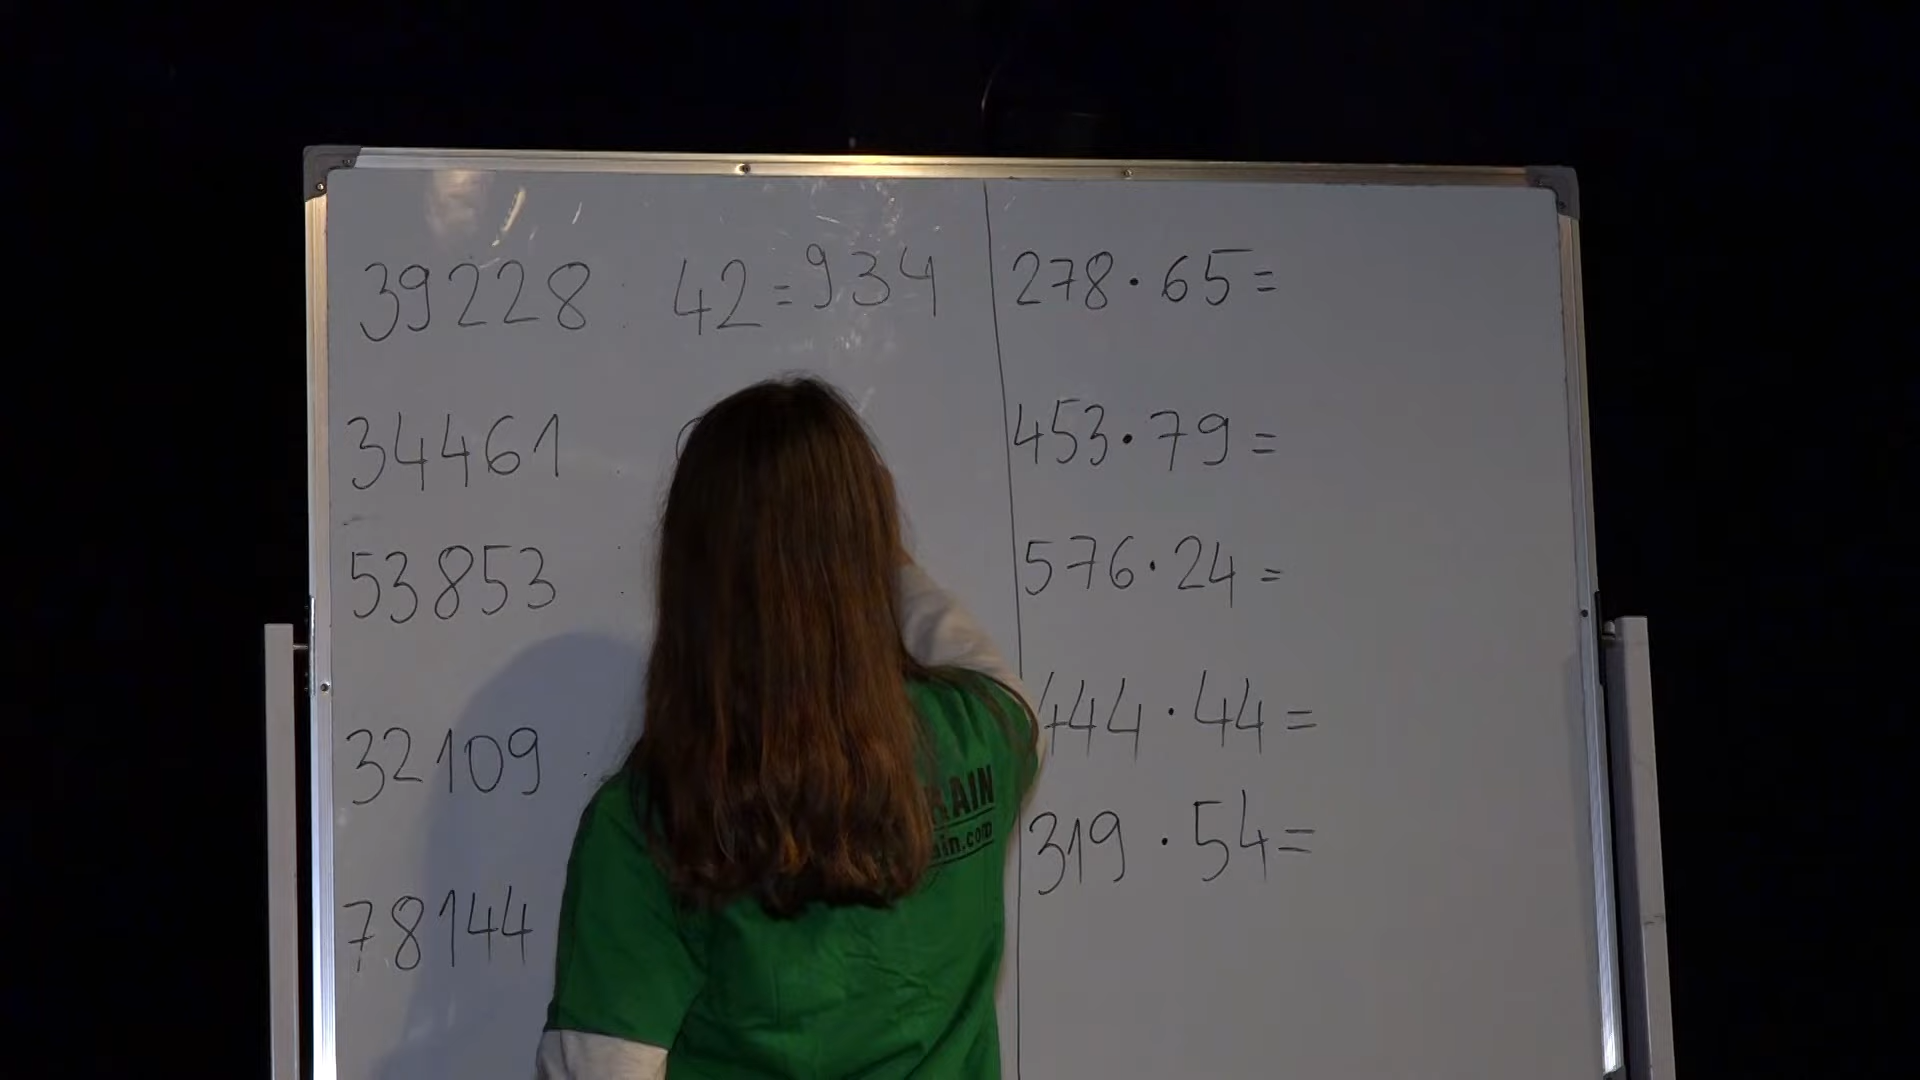 39228 : 42 = 934
34461 :
53853 :
32109 :
78144
278 · 65 =
453 · 79 =
576 · 24 =
444 · 44 =
319 · 54 =